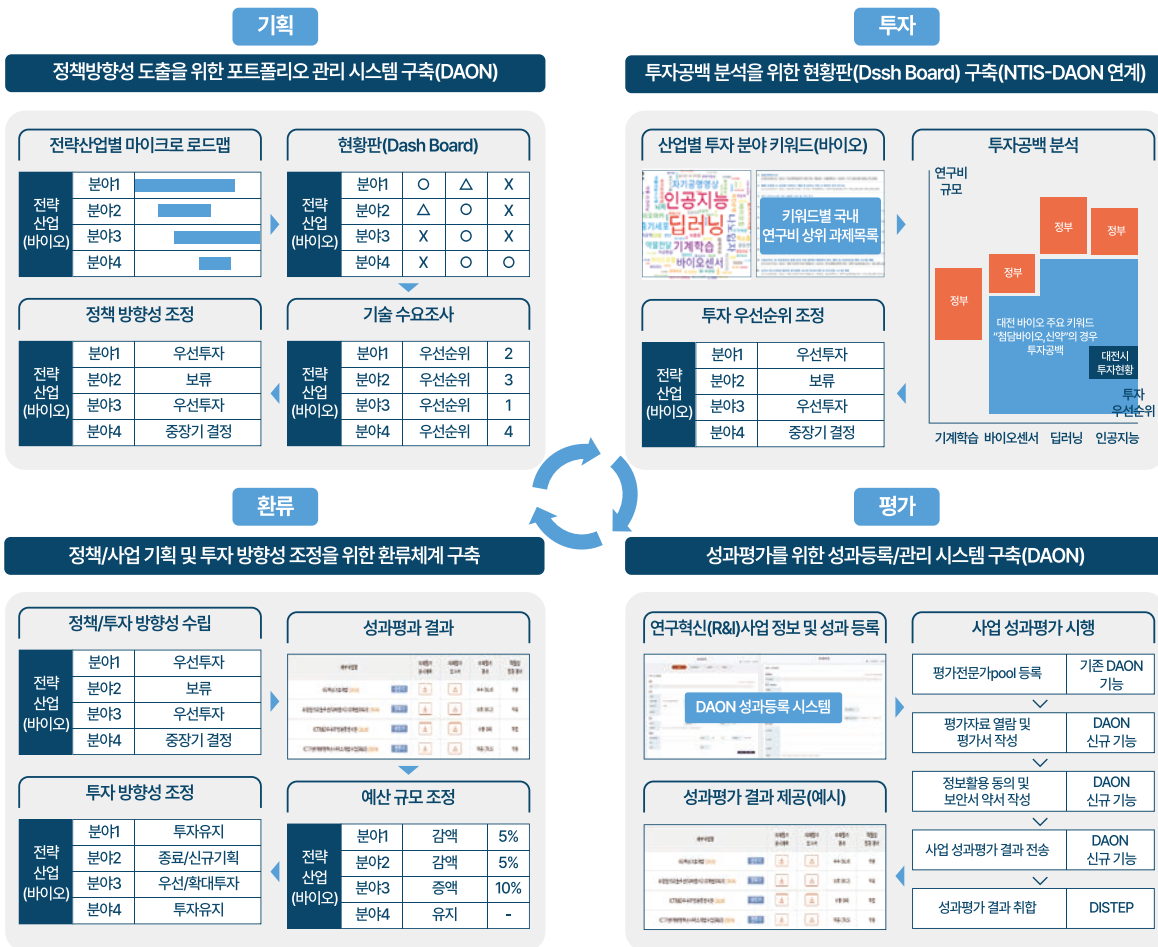 기획
정책방향성 도출을 위한 포트폴리오 관리 시스템 구축(DAON)
전략산업별 마이크로 로드맵
전략
산업
(바이오)
분야1
분야2
분야3
분야4
현황판(Dash Board)
전략
산업
(바이오)
분야1 O △ X
분야2 △ O X
분야3 X O X
분야4 X O O
정책 방향성 조정
전략
산업
(바이오)
분야1 우선투자
분야2 보류
분야3 우선투자
분야4 중장기 결정
기술 수요조사
전략
산업
(바이오)
분야1 우선순위 2
분야2 우선순위 3
분야3 우선순위 1
분야4 우선순위 4
투자
투자공백 분석을 위한 현황판(Dssh Board) 구축(NTIS-DAON 연계)
산업별 투자 분야 키워드(바이오)
자기공명영상
인공지능
딥러닝
기계학습
바이오센서
키워드별 국내
연구비 상위 과제목록
투자공백 분석
연구비
규모
정부
정부
정부
정부
대전 바이오 주요 키워드
“첨담바이오,신약”의 경우
투자공백
대전시
투자현황
투자
우선순위
기계학습 바이오센서 딥러닝 인공지능
투자 우선순위 조정
전략
산업
(바이오)
분야1 우선투자
분야2 보류
분야3 우선투자
분야4 중장기 결정
환류
정책/사업 기획 및 투자 방향성 조정을 위한 환류체계 구축
정책/투자 방향성 수립
전략
산업
(바이오)
분야1 우선투자
분야2 보류
분야3 우선투자
분야4 중장기 결정
성과평과 결과
투자 방향성 조정
전략
산업
(바이오)
분야1 투자유지
분야2 종료/신규기획
분야3 우선/확대투자
분야4 투자유지
예산 규모 조정
전략
산업
(바이오)
분야1 감액 5%
분야2 감액 5%
분야3 증액 10%
분야4 유지 -
평가
성과평가를 위한 성과등록/관리 시스템 구축(DAON)
연구혁신(R&I)사업 정보 및 성과 등록
DAON 성과등록 시스템
사업 성과평가 시행
평가전문가pool 등록
기존 DAON
기능
평가자료 열람 및
평가서 작성
DAON
신규 기능
정보활용 동의 및
보안서 약서 작성
DAON
신규 기능
사업 성과평가 결과 전송
DAON
신규 기능
성과평가 결과 취합
DISTEP
성과평가 결과 제공(예시)